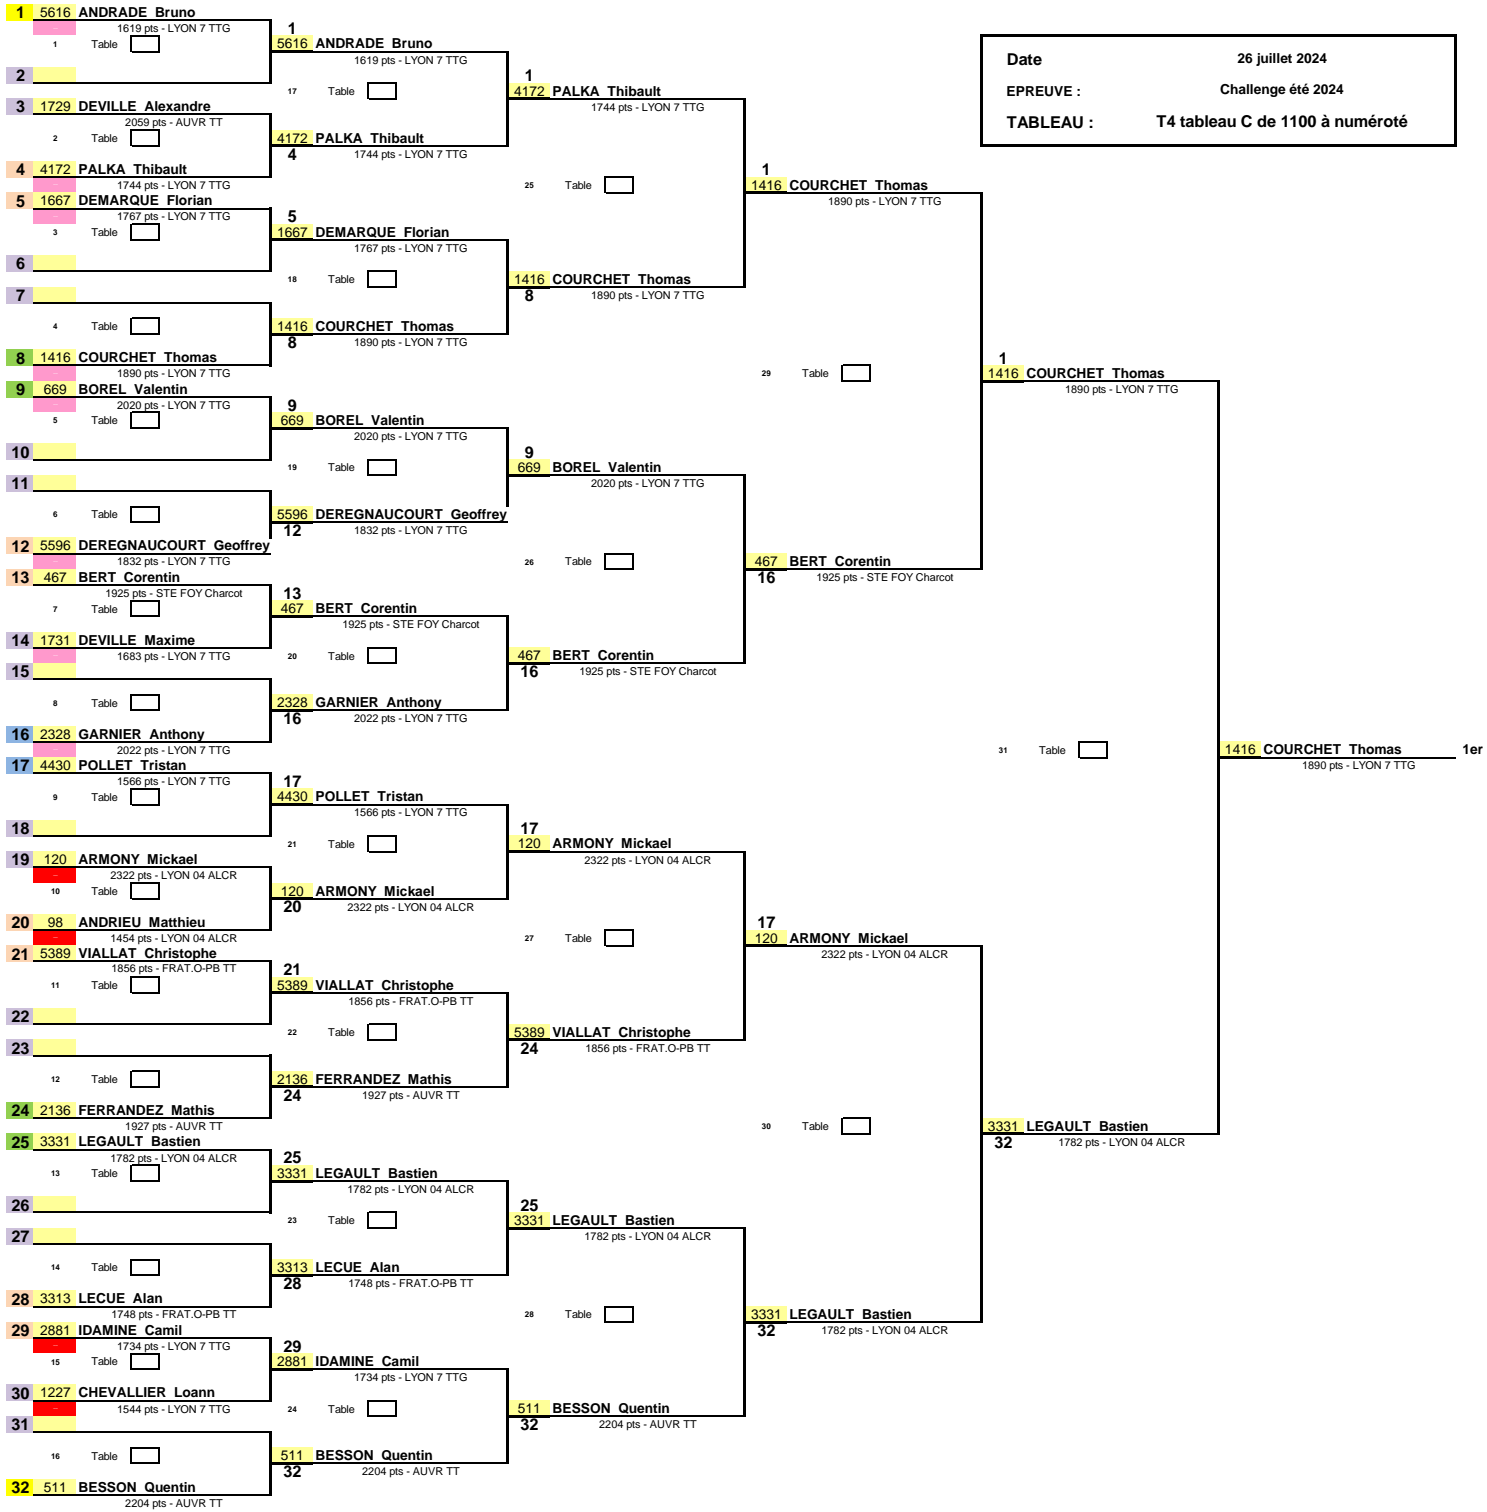 Date 26 juillet 2024
EPREUVE : Challenge été 2024
TABLEAU : T4 tableau C de 1100 à numéroté
1 5616 ANDRADE Bruno
1619 pts - LYON 7 TTG
1 Table
2
3 1729 DEVILLE Alexandre
2059 pts - AUVR TT
2 Table
4 4172 PALKA Thibault
1744 pts - LYON 7 TTG
5 1667 DEMARQUE Florian
1767 pts - LYON 7 TTG
3 Table
6
7
4 Table
8 1416 COURCHET Thomas
1890 pts - LYON 7 TTG
9 669 BOREL Valentin
2020 pts - LYON 7 TTG
5 Table
10
11
6 Table
12 5596 DEREGNAUCOURT Geoffrey
1832 pts - LYON 7 TTG
13 467 BERT Corentin
1925 pts - STE FOY Charcot
7 Table
14 1731 DEVILLE Maxime
1683 pts - LYON 7 TTG
15
8 Table
16 2328 GARNIER Anthony
2022 pts - LYON 7 TTG
17 4430 POLLET Tristan
1566 pts - LYON 7 TTG
9 Table
18
19 120 ARMONY Mickael
2322 pts - LYON 04 ALCR
10 Table
20 98 ANDRIEU Matthieu
1454 pts - LYON 04 ALCR
21 5389 VIALLAT Christophe
1856 pts - FRAT.O-PB TT
11 Table
22
23
12 Table
24 2136 FERRANDEZ Mathis
1927 pts - AUVR TT
25 3331 LEGAULT Bastien
1782 pts - LYON 04 ALCR
13 Table
26
27
14 Table
28 3313 LECUE Alan
1748 pts - FRAT.O-PB TT
29 2881 IDAMINE Camil
1734 pts - LYON 7 TTG
15 Table
30 1227 CHEVALLIER Loann
1544 pts - LYON 7 TTG
31
16 Table
32 511 BESSON Quentin
2204 pts - AUVR TT
1
5616 ANDRADE Bruno
1619 pts - LYON 7 TTG
17 Table
4172 PALKA Thibault
4 1744 pts - LYON 7 TTG
5
1667 DEMARQUE Florian
1767 pts - LYON 7 TTG
18 Table
1416 COURCHET Thomas
8 1890 pts - LYON 7 TTG
9
669 BOREL Valentin
2020 pts - LYON 7 TTG
19 Table
5596 DEREGNAUCOURT Geoffrey
12 1832 pts - LYON 7 TTG
13
467 BERT Corentin
1925 pts - STE FOY Charcot
20 Table
2328 GARNIER Anthony
16 2022 pts - LYON 7 TTG
17
4430 POLLET Tristan
1566 pts - LYON 7 TTG
21 Table
120 ARMONY Mickael
20 2322 pts - LYON 04 ALCR
21
5389 VIALLAT Christophe
1856 pts - FRAT.O-PB TT
22 Table
2136 FERRANDEZ Mathis
24 1927 pts - AUVR TT
25
3331 LEGAULT Bastien
1782 pts - LYON 04 ALCR
23 Table
3313 LECUE Alan
28 1748 pts - FRAT.O-PB TT
29
2881 IDAMINE Camil
1734 pts - LYON 7 TTG
24 Table
511 BESSON Quentin
32 2204 pts - AUVR TT
1
4172 PALKA Thibault
1744 pts - LYON 7 TTG
25 Table
1416 COURCHET Thomas
8 1890 pts - LYON 7 TTG
9
669 BOREL Valentin
2020 pts - LYON 7 TTG
26 Table
467 BERT Corentin
16 1925 pts - STE FOY Charcot
17
120 ARMONY Mickael
2322 pts - LYON 04 ALCR
27 Table
5389 VIALLAT Christophe
24 1856 pts - FRAT.O-PB TT
25
3331 LEGAULT Bastien
1782 pts - LYON 04 ALCR
28 Table
511 BESSON Quentin
32 2204 pts - AUVR TT
1
1416 COURCHET Thomas
1890 pts - LYON 7 TTG
29 Table
467 BERT Corentin
16 1925 pts - STE FOY Charcot
17
120 ARMONY Mickael
2322 pts - LYON 04 ALCR
30 Table
3331 LEGAULT Bastien
32 1782 pts - LYON 04 ALCR
1
1416 COURCHET Thomas
1890 pts - LYON 7 TTG
31 Table
3331 LEGAULT Bastien
32 1782 pts - LYON 04 ALCR
1416 COURCHET Thomas 1er
1890 pts - LYON 7 TTG